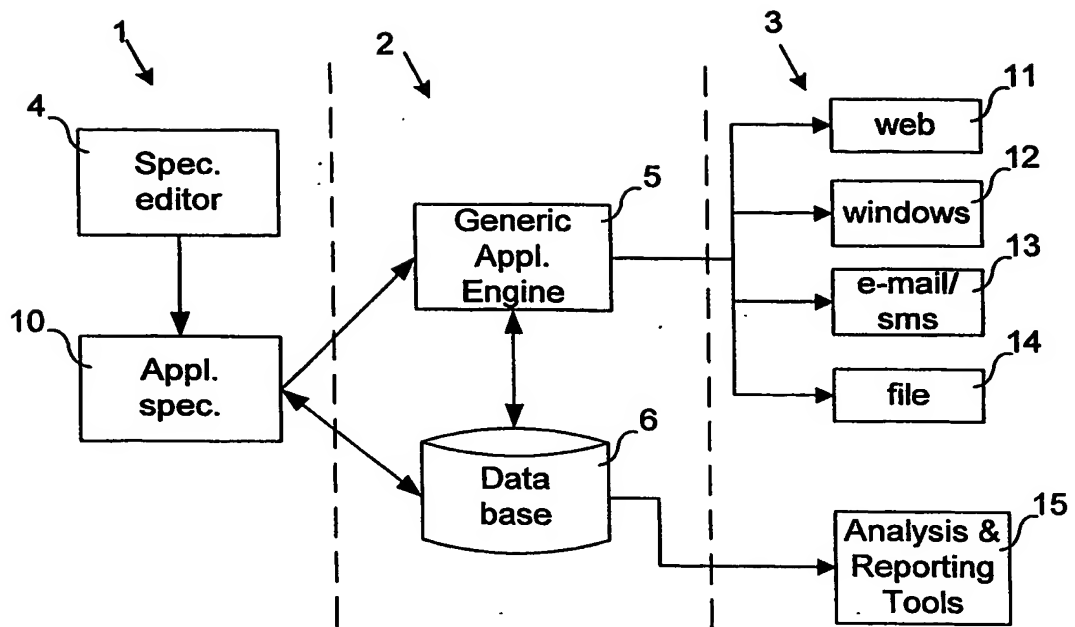 1
2
3
4
Spec.
editor
10
Appl.
spec.
5
Generic
Appl.
Engine
6
Data
base
11
web
12
windows
13
e-mail/
sms
14
file
15
Analysis &
Reporting
Tools